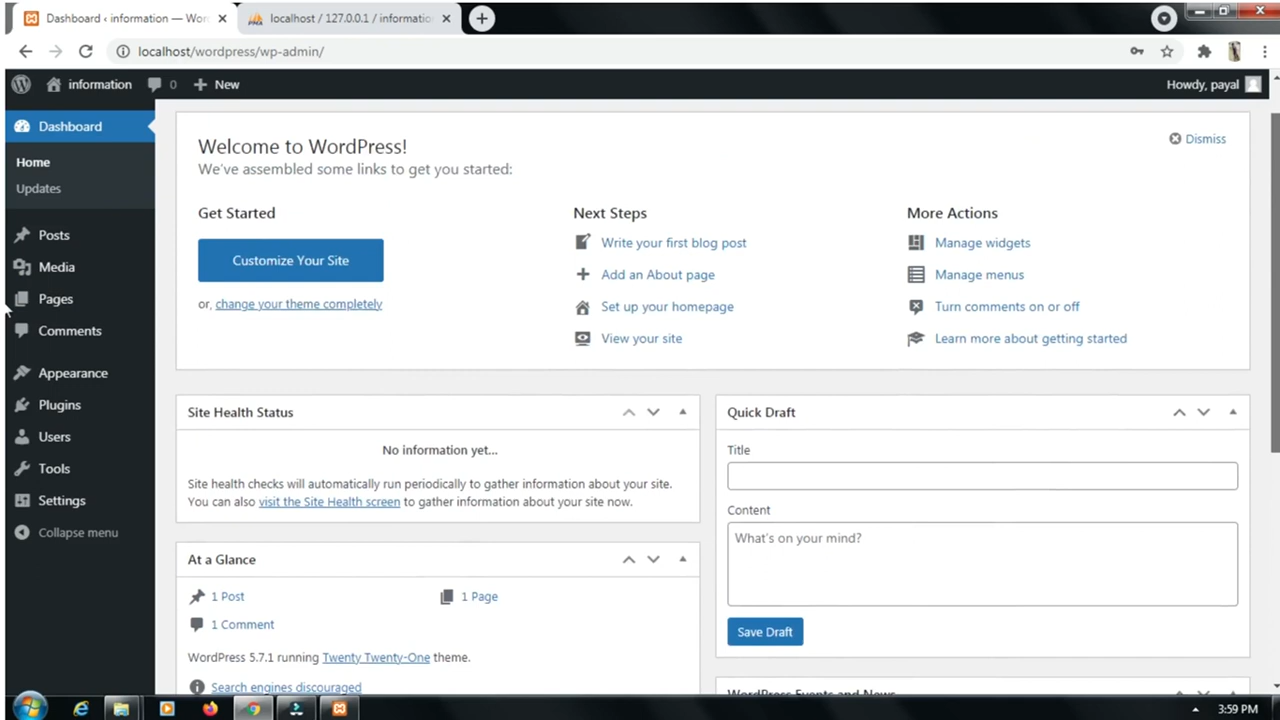 Dashboard ‹ information — Wor
localhost / 127.0.0.1 / informatio
localhost/wordpress/wp-admin/
information
0
New
Howdy, payal
Dashboard
Home
Updates
Posts
Media
Pages
Comments
Appearance
Plugins
Users
Tools
Settings
Collapse menu
Welcome to WordPress!
Dismiss
We've assembled some links to get you started:
Get Started
Customize Your Site
or, change your theme completely
Next Steps
Write your first blog post
Add an About page
Set up your homepage
View your site
More Actions
Manage widgets
Manage menus
Turn comments on or off
Learn more about getting started
Site Health Status
No information yet...
Site health checks will automatically run periodically to gather information about your site.
You can also visit the Site Health screen to gather information about your site now.
At a Glance
1 Post
1 Page
1 Comment
WordPress 5.7.1 running Twenty Twenty-One theme.
Search engines discouraged
Quick Draft
Title
Content
What's on your mind?
Save Draft
WordPress Events and News
3:59 PM